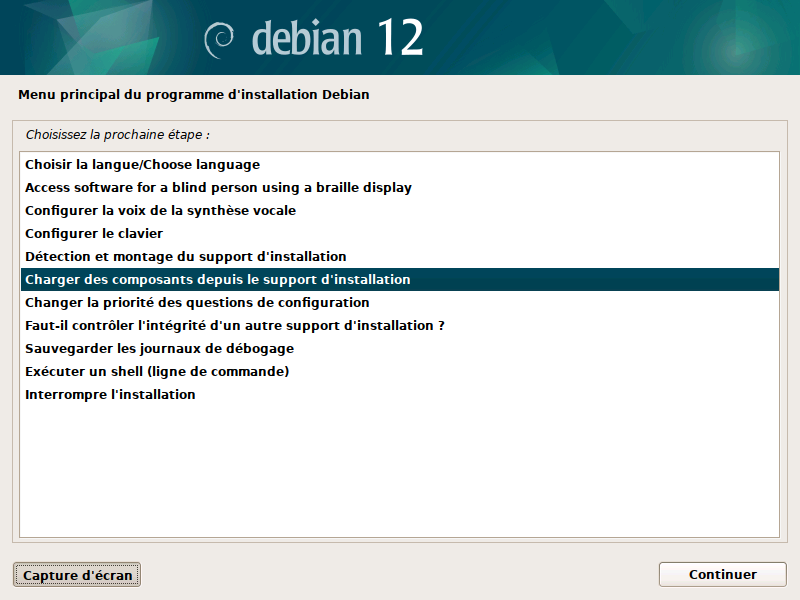 debian 12
Menu principal du programme d'installation Debian
Choisissez la prochaine étape :
Choisir la langue/Choose language
Access software for a blind person using a braille display
Configurer la voix de la synthèse vocale
Configurer le clavier
Détection et montage du support d'installation
Charger des composants depuis le support d'installation
Changer la priorité des questions de configuration
Faut-il contrôler l'intégrité d'un autre support d'installation ?
Sauvegarder les journaux de débogage
Exécuter un shell (ligne de commande)
Interrompre l'installation
Capture d'écran
Continuer